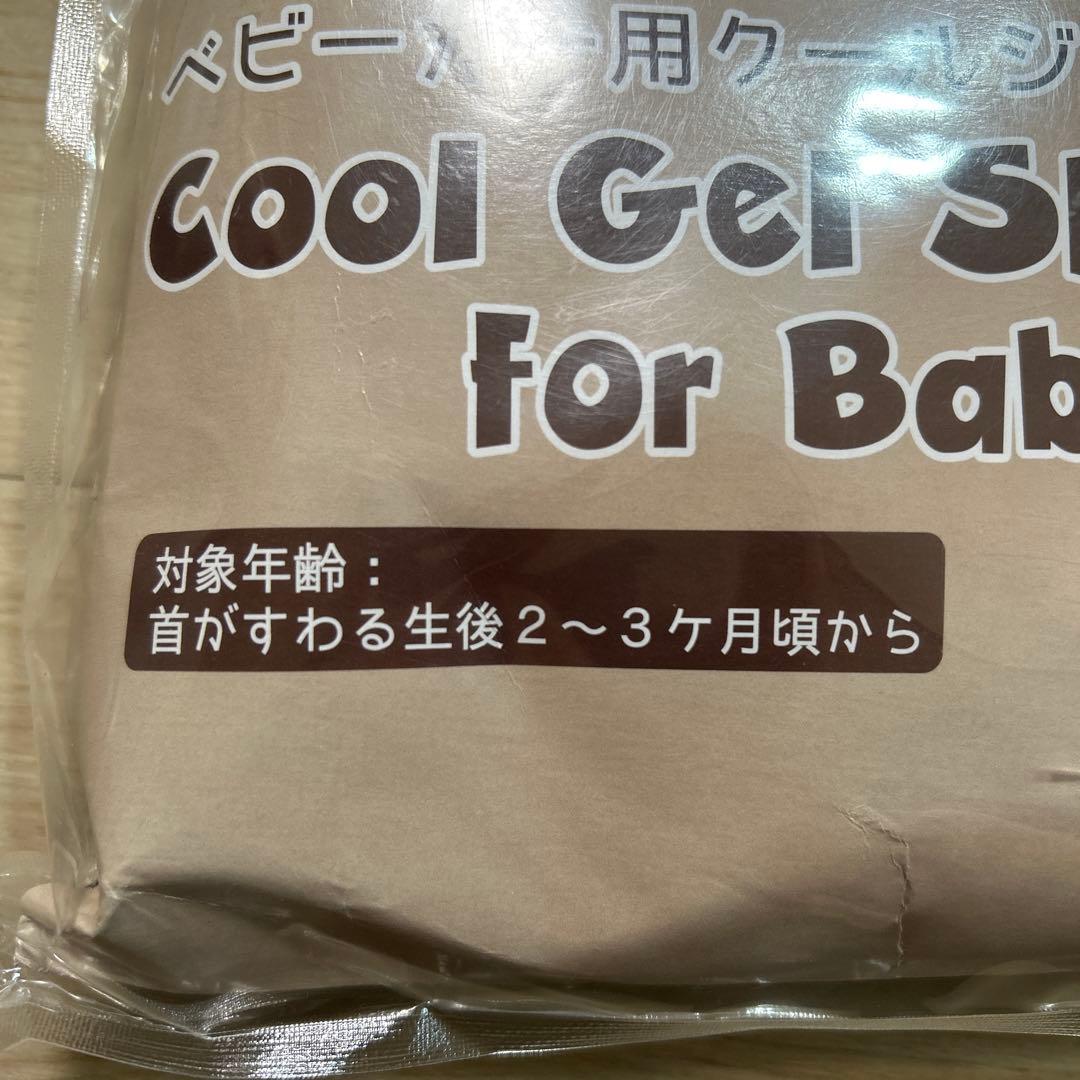 ベビーカー用クールジ
Cool Gel S
for Bab
対象年齢:
首がすわる生後2~3ケ月頃から